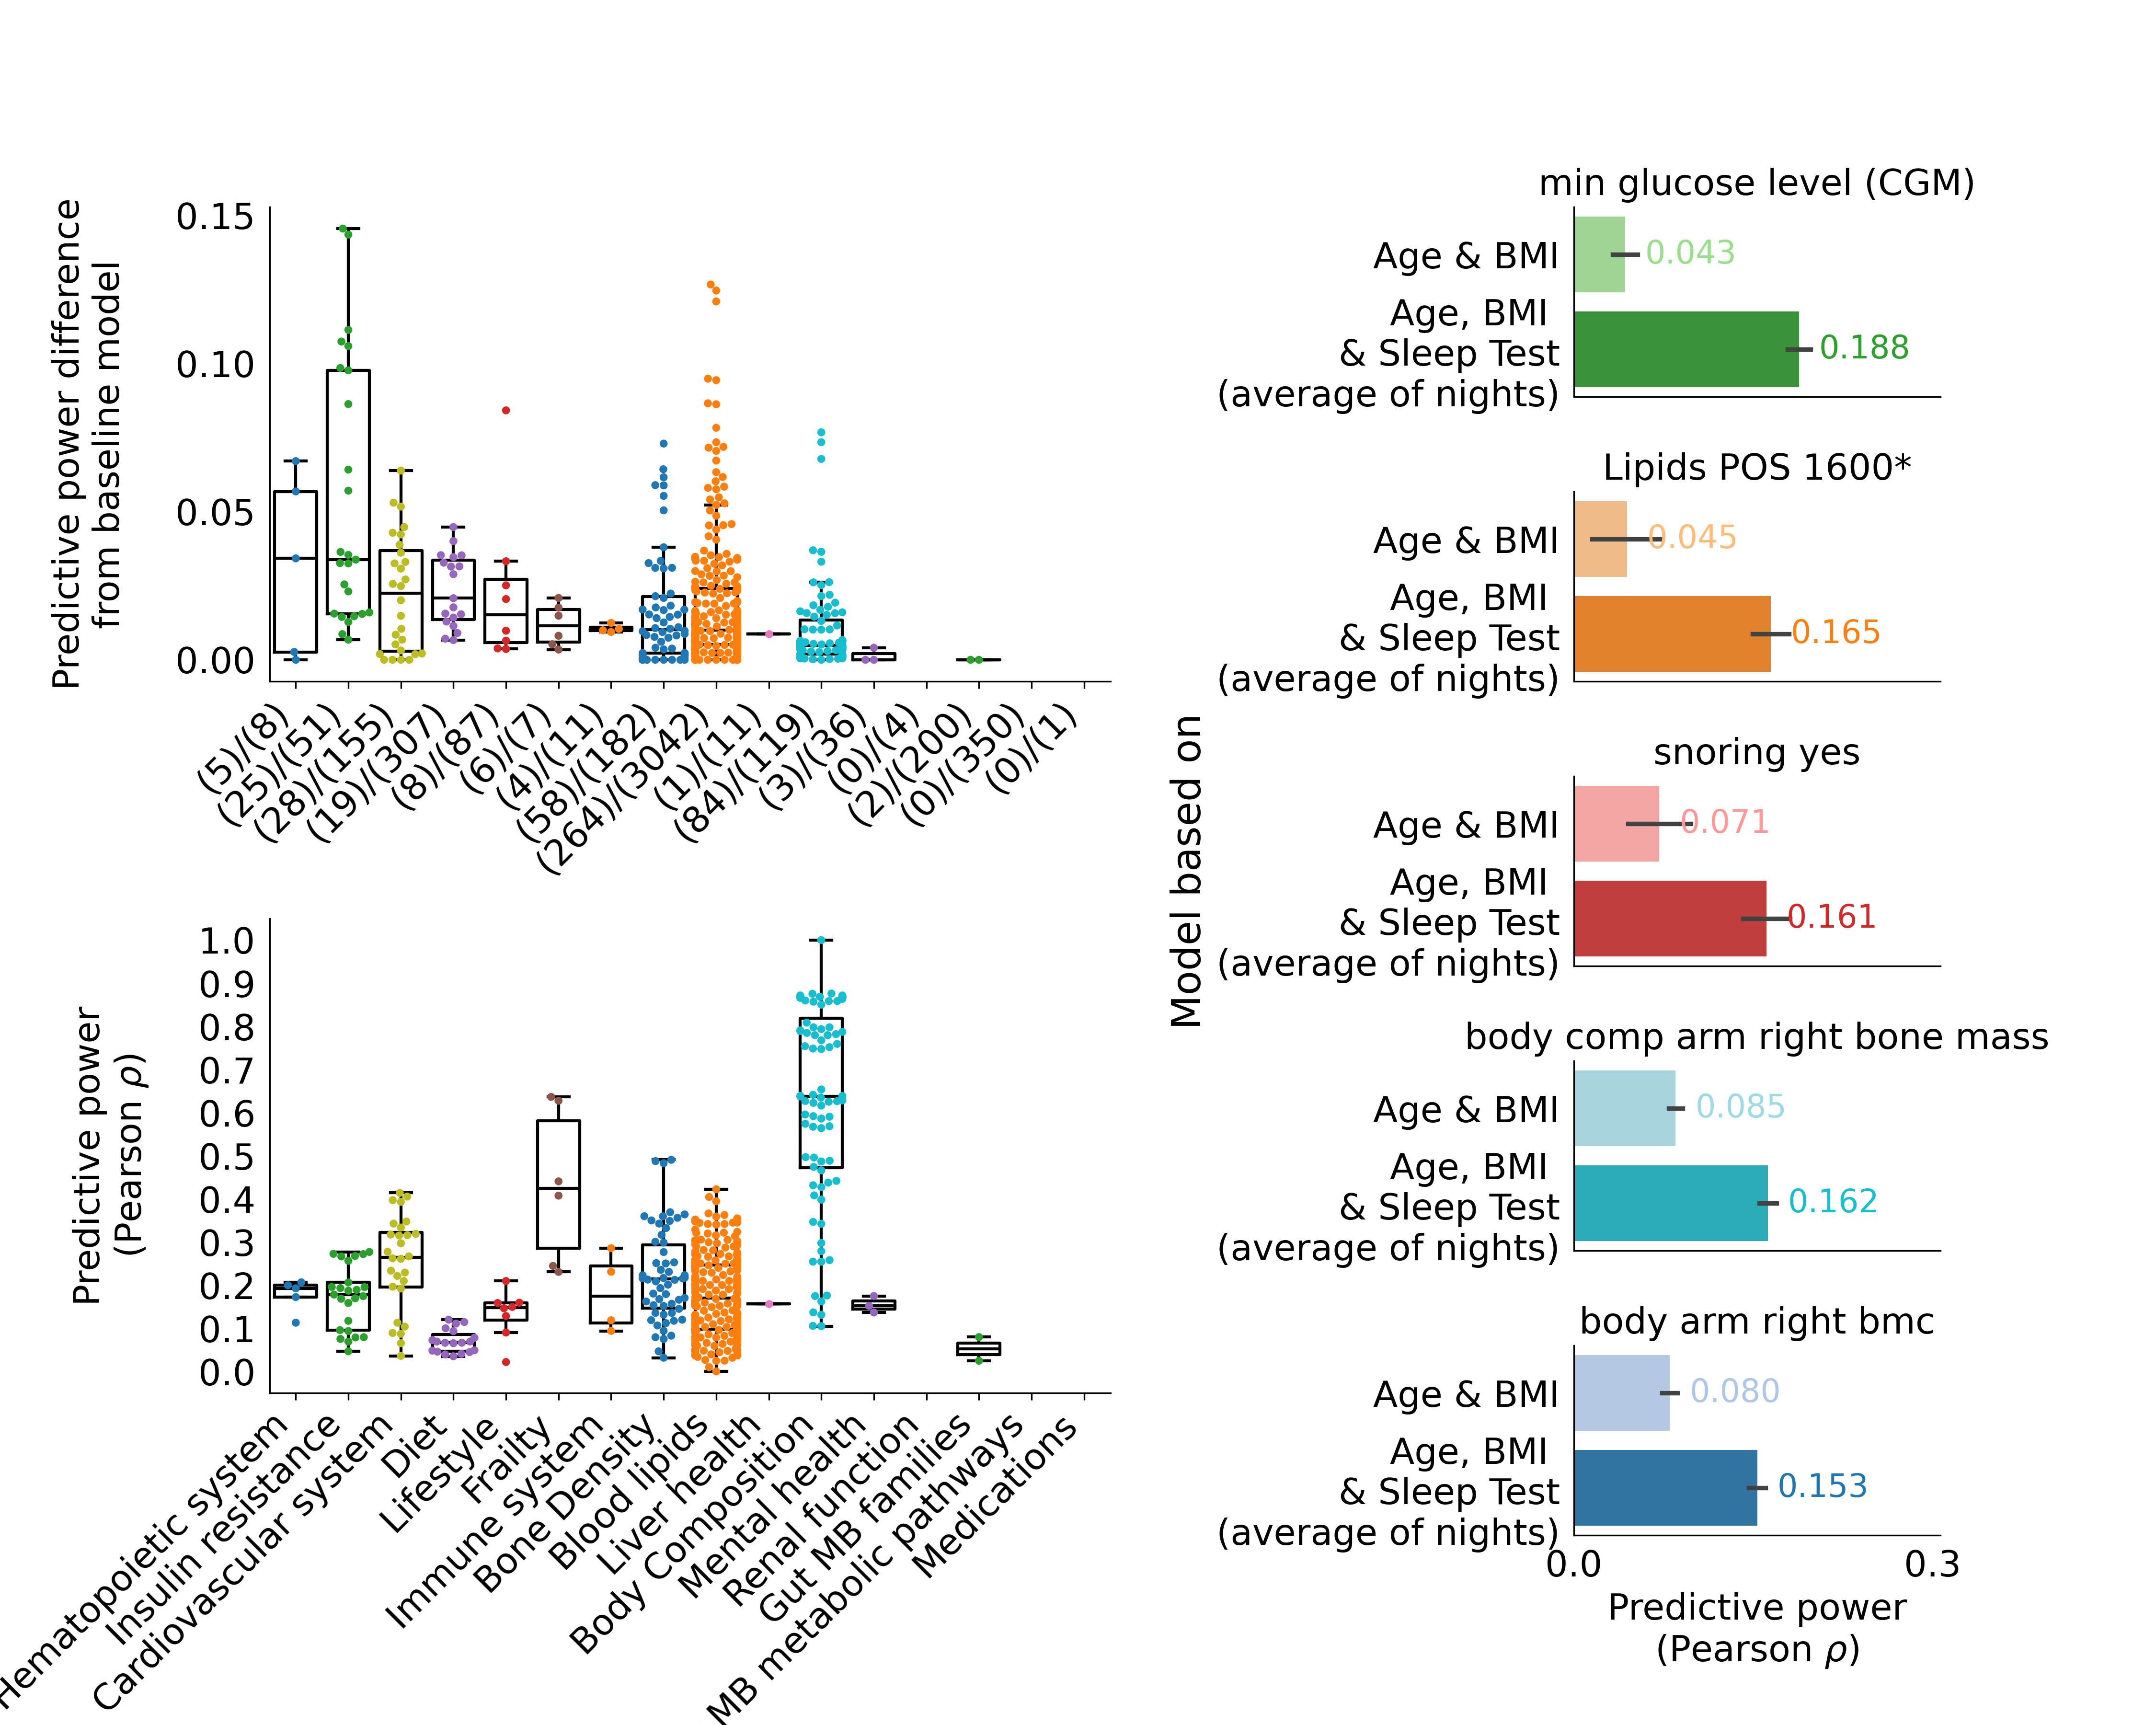 Predictive power difference
from baseline model
0.15
0.10
0.05
0.00
(5)/(8)
(25)/(51)
(28)/(155)
(19)/(307)
(8)/(87)
(6)/(7)
(4)/(11)
(58)/(182)
(264)/(3042)
(1)/(11)
(84)/(119)
(3)/(36)
(0)/(4)
(2)/(200)
(0)/(350)
(0)/(1)
Predictive power
(Pearson ρ)
1.0
0.9
0.8
0.7
0.6
0.5
0.4
0.3
0.2
0.1
0.0
Hematopoietic system
Insulin resistance
Cardiovascular system
Diet
Lifestyle
Frailty
Immune system
Bone Density
Blood lipids
Liver health
Body Composition
Mental health
Renal function
Gut MB families
MB metabolic pathways
Medications
Model based on
min glucose level (CGM)
Age & BMI
0.043
Age, BMI
& Sleep Test
(average of nights)
0.188
Lipids POS 1600*
Age & BMI
0.045
Age, BMI
& Sleep Test
(average of nights)
0.165
snoring yes
Age & BMI
0.071
Age, BMI
& Sleep Test
(average of nights)
0.161
body comp arm right bone mass
Age & BMI
0.085
Age, BMI
& Sleep Test
(average of nights)
0.162
body arm right bmc
Age & BMI
0.080
Age, BMI
& Sleep Test
(average of nights)
0.153
0.0
0.3
Predictive power
(Pearson ρ)